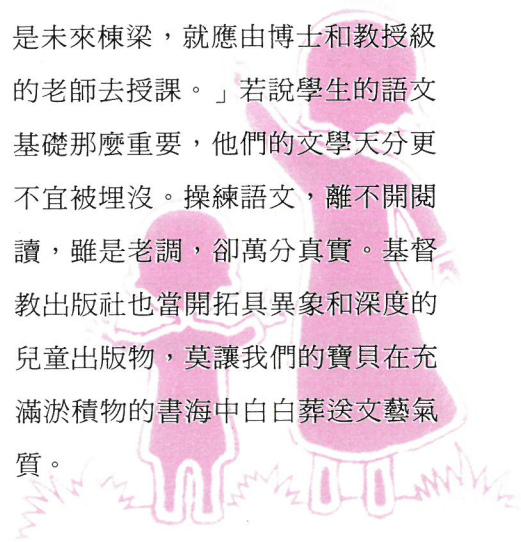 是未來棟梁，就應由博士和教授級
的老師去授課。」若說學生的語文
基礎那麼重要，他們的文學天分更
不宜被埋沒。操練語文，離不開閱
讀，雖是老調，卻萬分真實。基督
教出版社也當開拓具異象和深度的
兒童出版物，莫讓我們的寶貝在充
滿淤積物的書海中白白葬送文藝氣
質。